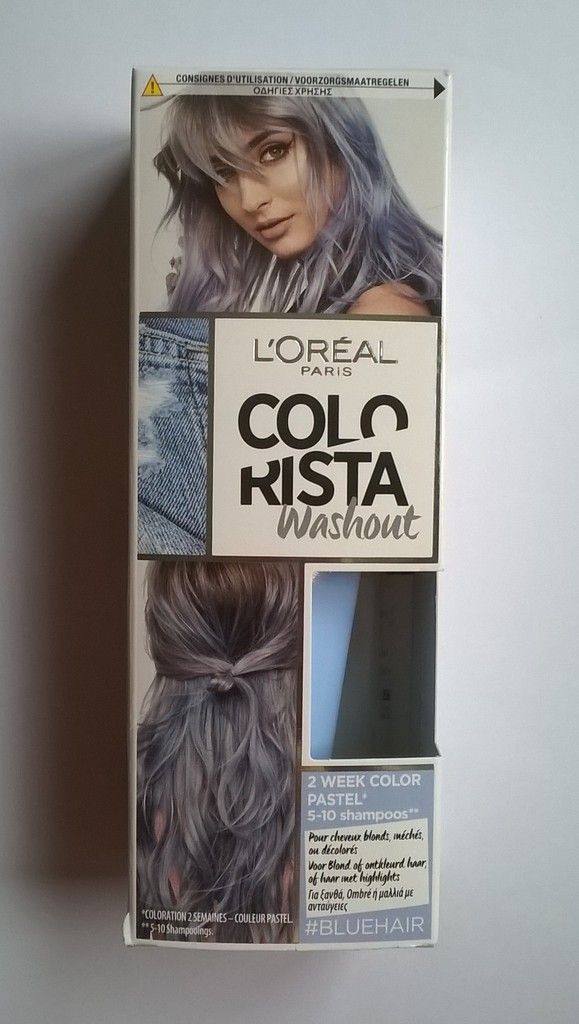 CONSIGNES D'UTILISATION / VOORZORGSMAATREGELEN
ΟΔΗΓΙΕΣ ΧΡΗΣΗΣ
L'ORÉAL
PARIS
COLO
RISTA
Washout
2 WEEK COLOR
PASTEL*
5-10 shampoos**
Pour cheveux blonds, méchés,
ou décolorés
Voor Blond of ontkleurd haar,
of haar met highlights
Για ξανθά, Ombré ή μαλλιά με
ανταύγειες
#BLUEHAIR
*COLORATION 2 SEMAINES – COULEUR PASTEL.
** 5-10 Shampooings.